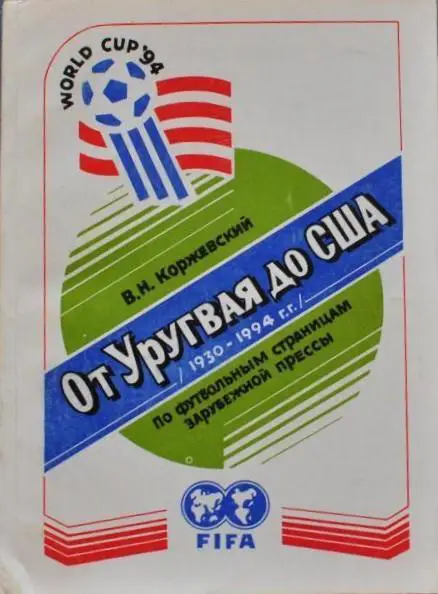 WORLD CUP '94
В.Н. Коржевский
От Уругвая до США
/1930-1994 г.г./
по футбольным страницам
зарубежной прессы
FIFA